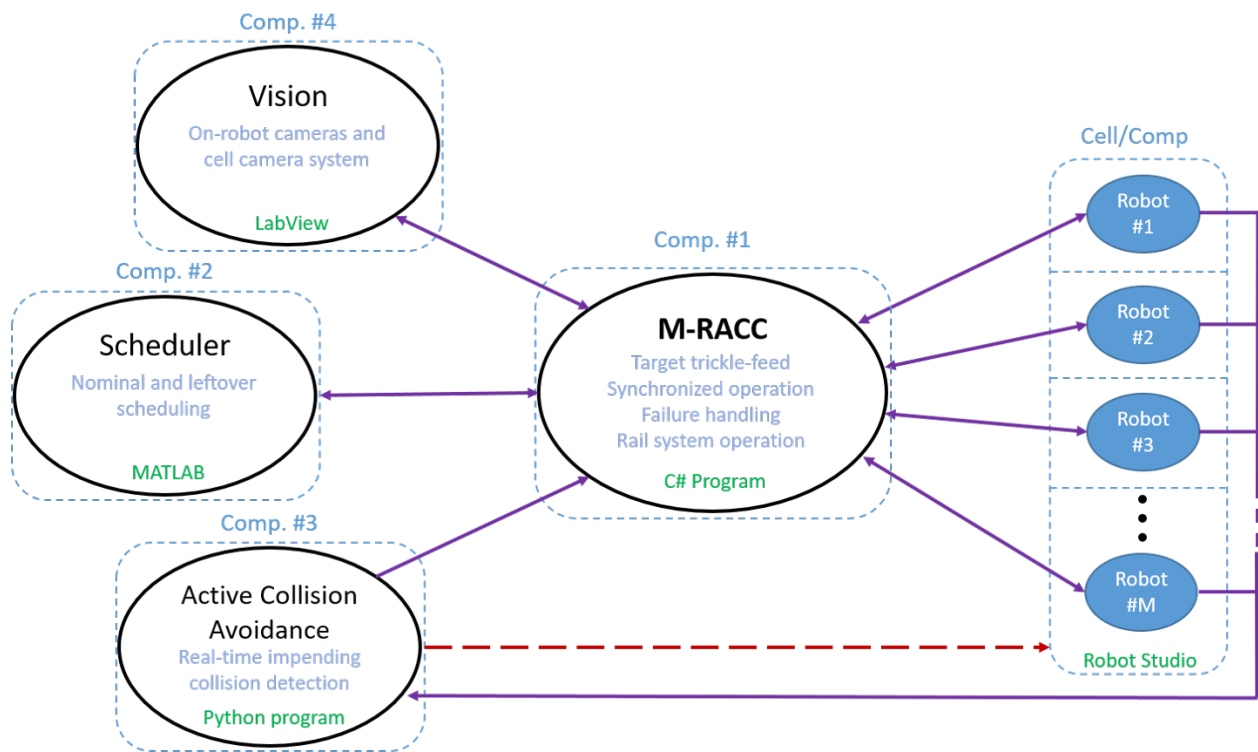 Comp. #4
Vision
On-robot cameras and
cell camera system
LabView
Comp. #2
Scheduler
Nominal and leftover
scheduling
MATLAB
Comp. #3
Active Collision
Avoidance
Real-time impending
collision detection
Python program
Comp. #1
M-RACC
Target trickle-feed
Synchronized operation
Failure handling
Rail system operation
C# Program
Cell/Comp
Robot
#1
Robot
#2
Robot
#3
Robot
#M
Robot Studio